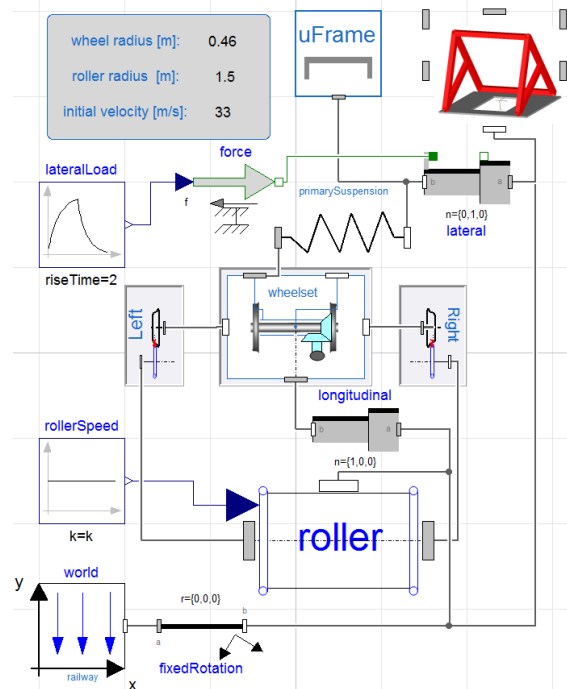 wheel radius [m]: 0.46
roller radius [m]: 1.5
initial velocity [m/s]: 33
uFrame
lateralLoad
force
f
riseTime=2
primarySuspension
b a
n={0,1,0}
lateral
Left
wheelset
Right
longitudinal
b a
n={1,0,0}
rollerSpeed
k=k
roller
world
y
x
railway
r={0,0,0}
a
b
fixedRotation